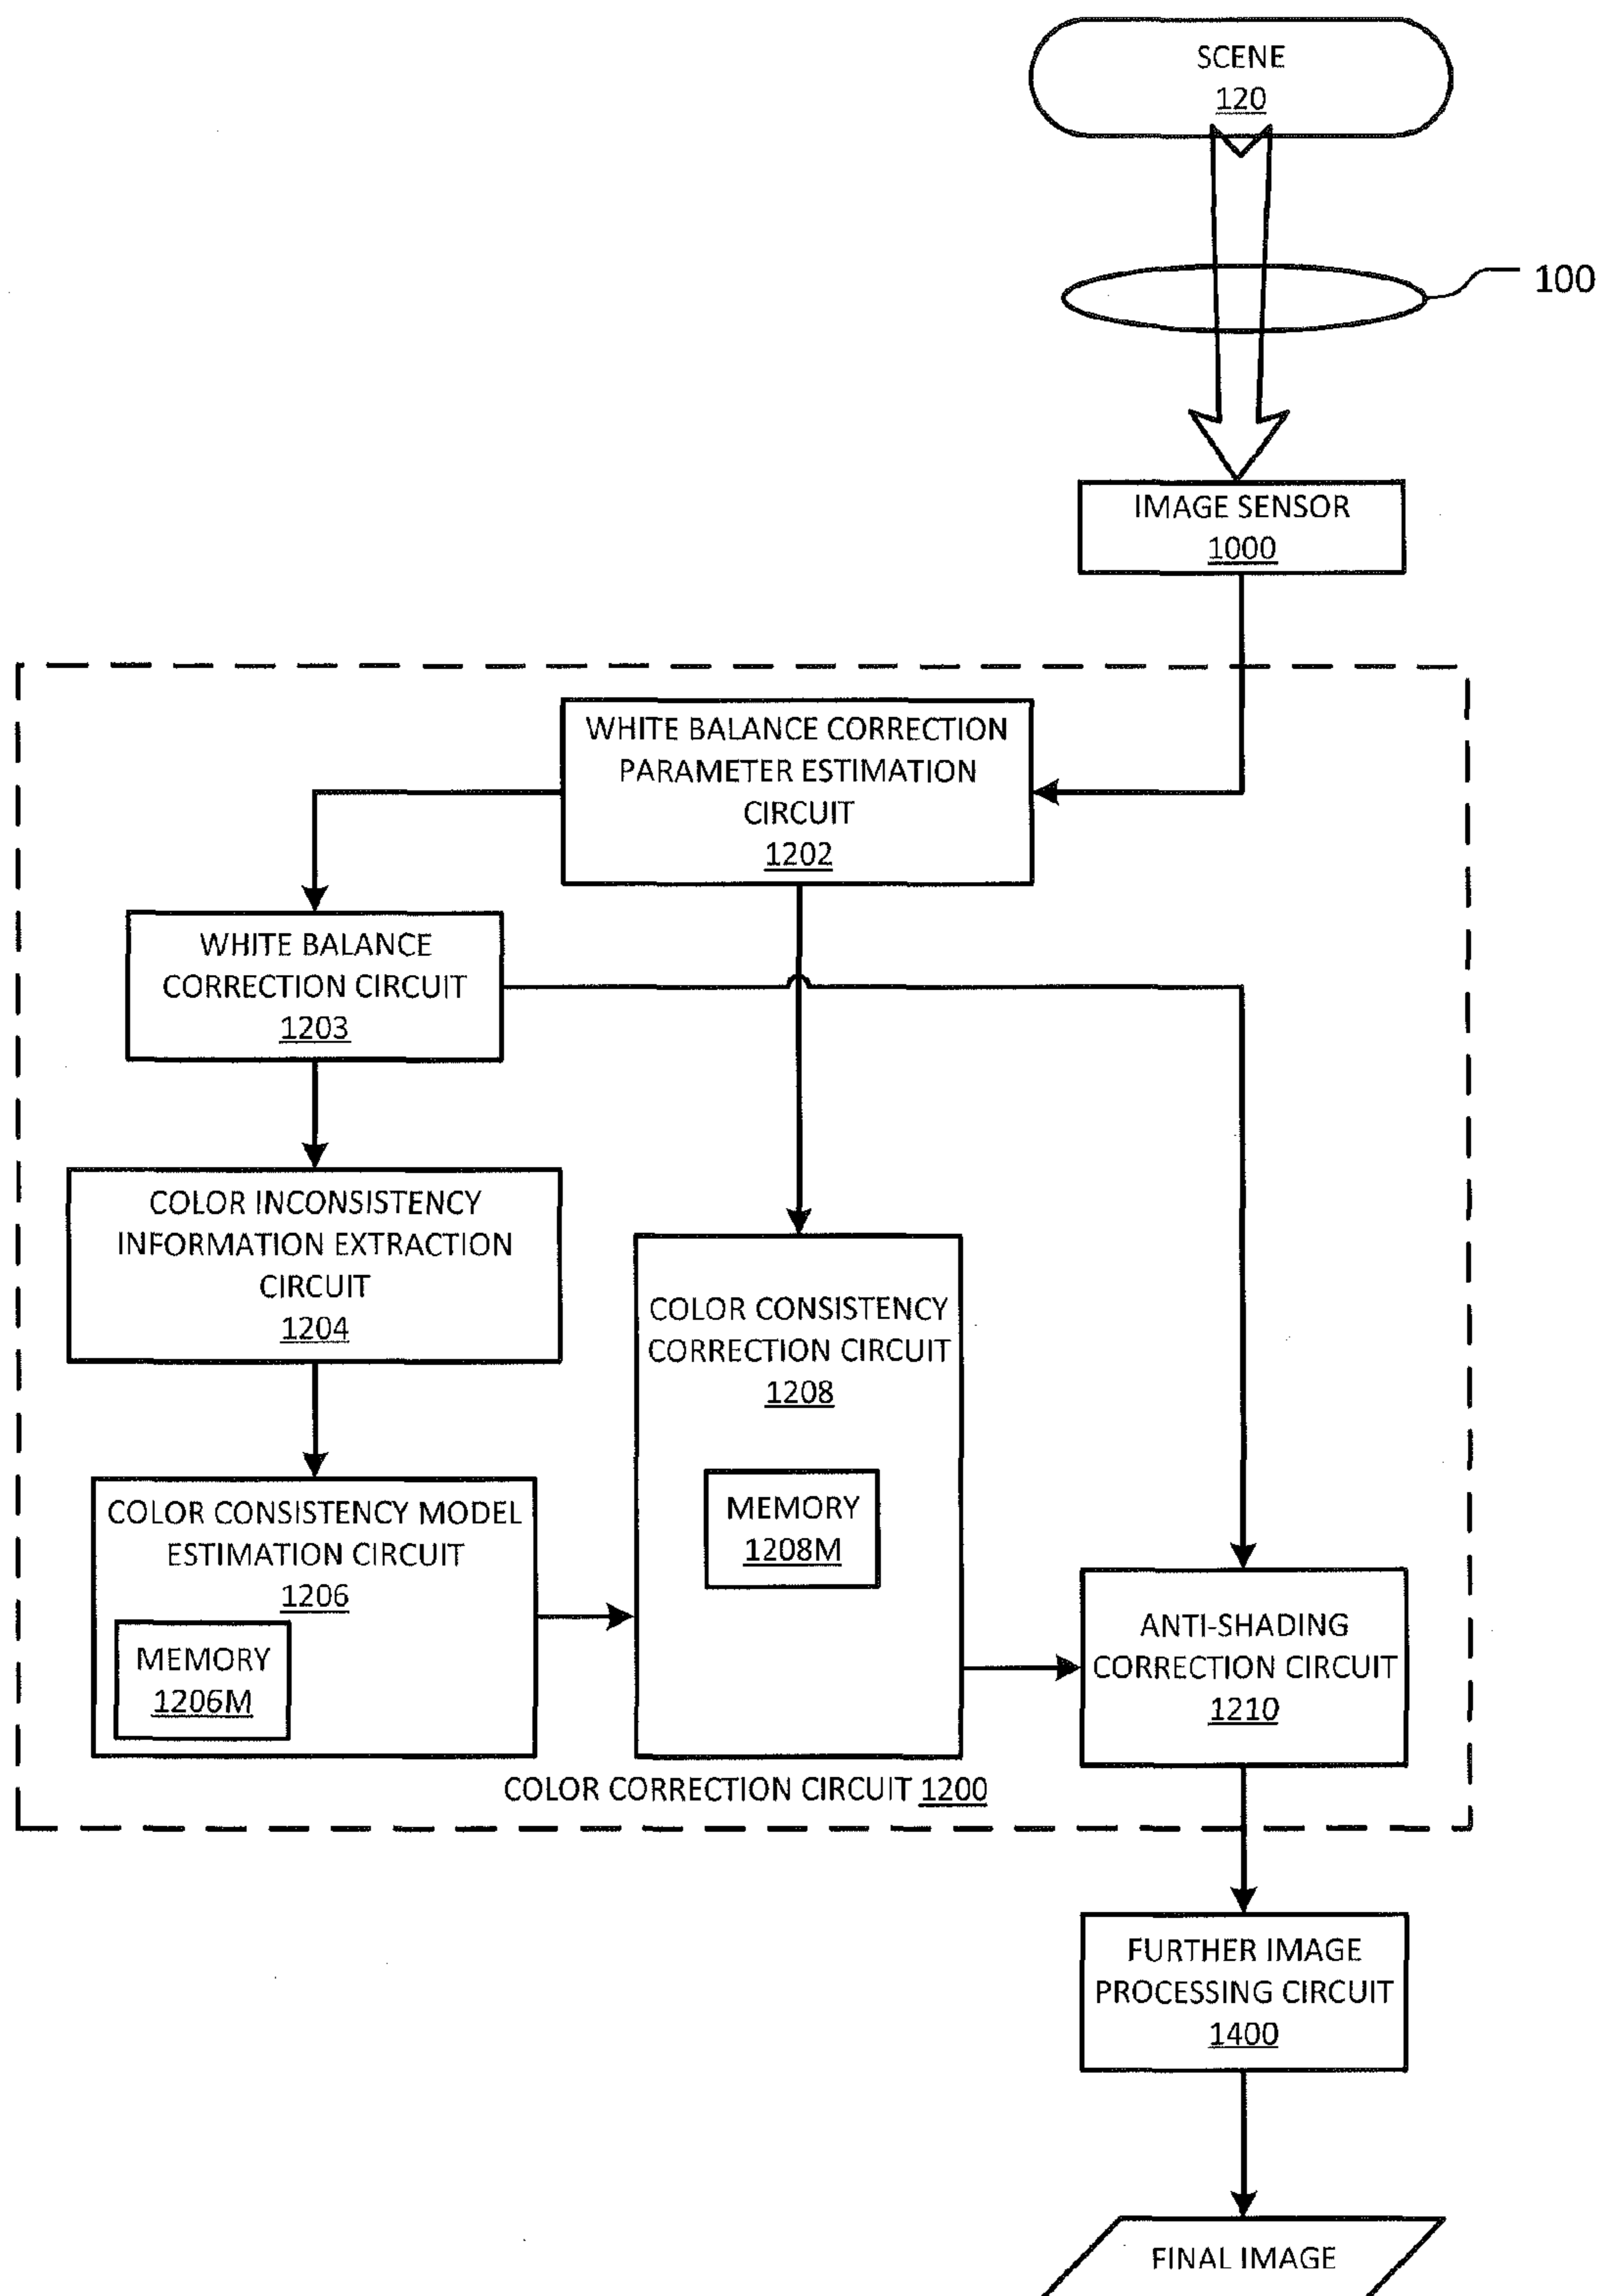 SCENE
120
100
IMAGE SENSOR
1000
WHITE BALANCE CORRECTION
PARAMETER ESTIMATION
CIRCUIT
1202
WHITE BALANCE
CORRECTION CIRCUIT
1203
COLOR INCONSISTENCY
INFORMATION EXTRACTION
CIRCUIT
1204
COLOR CONSISTENCY
CORRECTION CIRCUIT
1208
MEMORY
1208M
COLOR CONSISTENCY MODEL
ESTIMATION CIRCUIT
1206
MEMORY
1206M
ANTI-SHADING
CORRECTION CIRCUIT
1210
COLOR CORRECTION CIRCUIT 1200
FURTHER IMAGE
PROCESSING CIRCUIT
1400
FINAL IMAGE